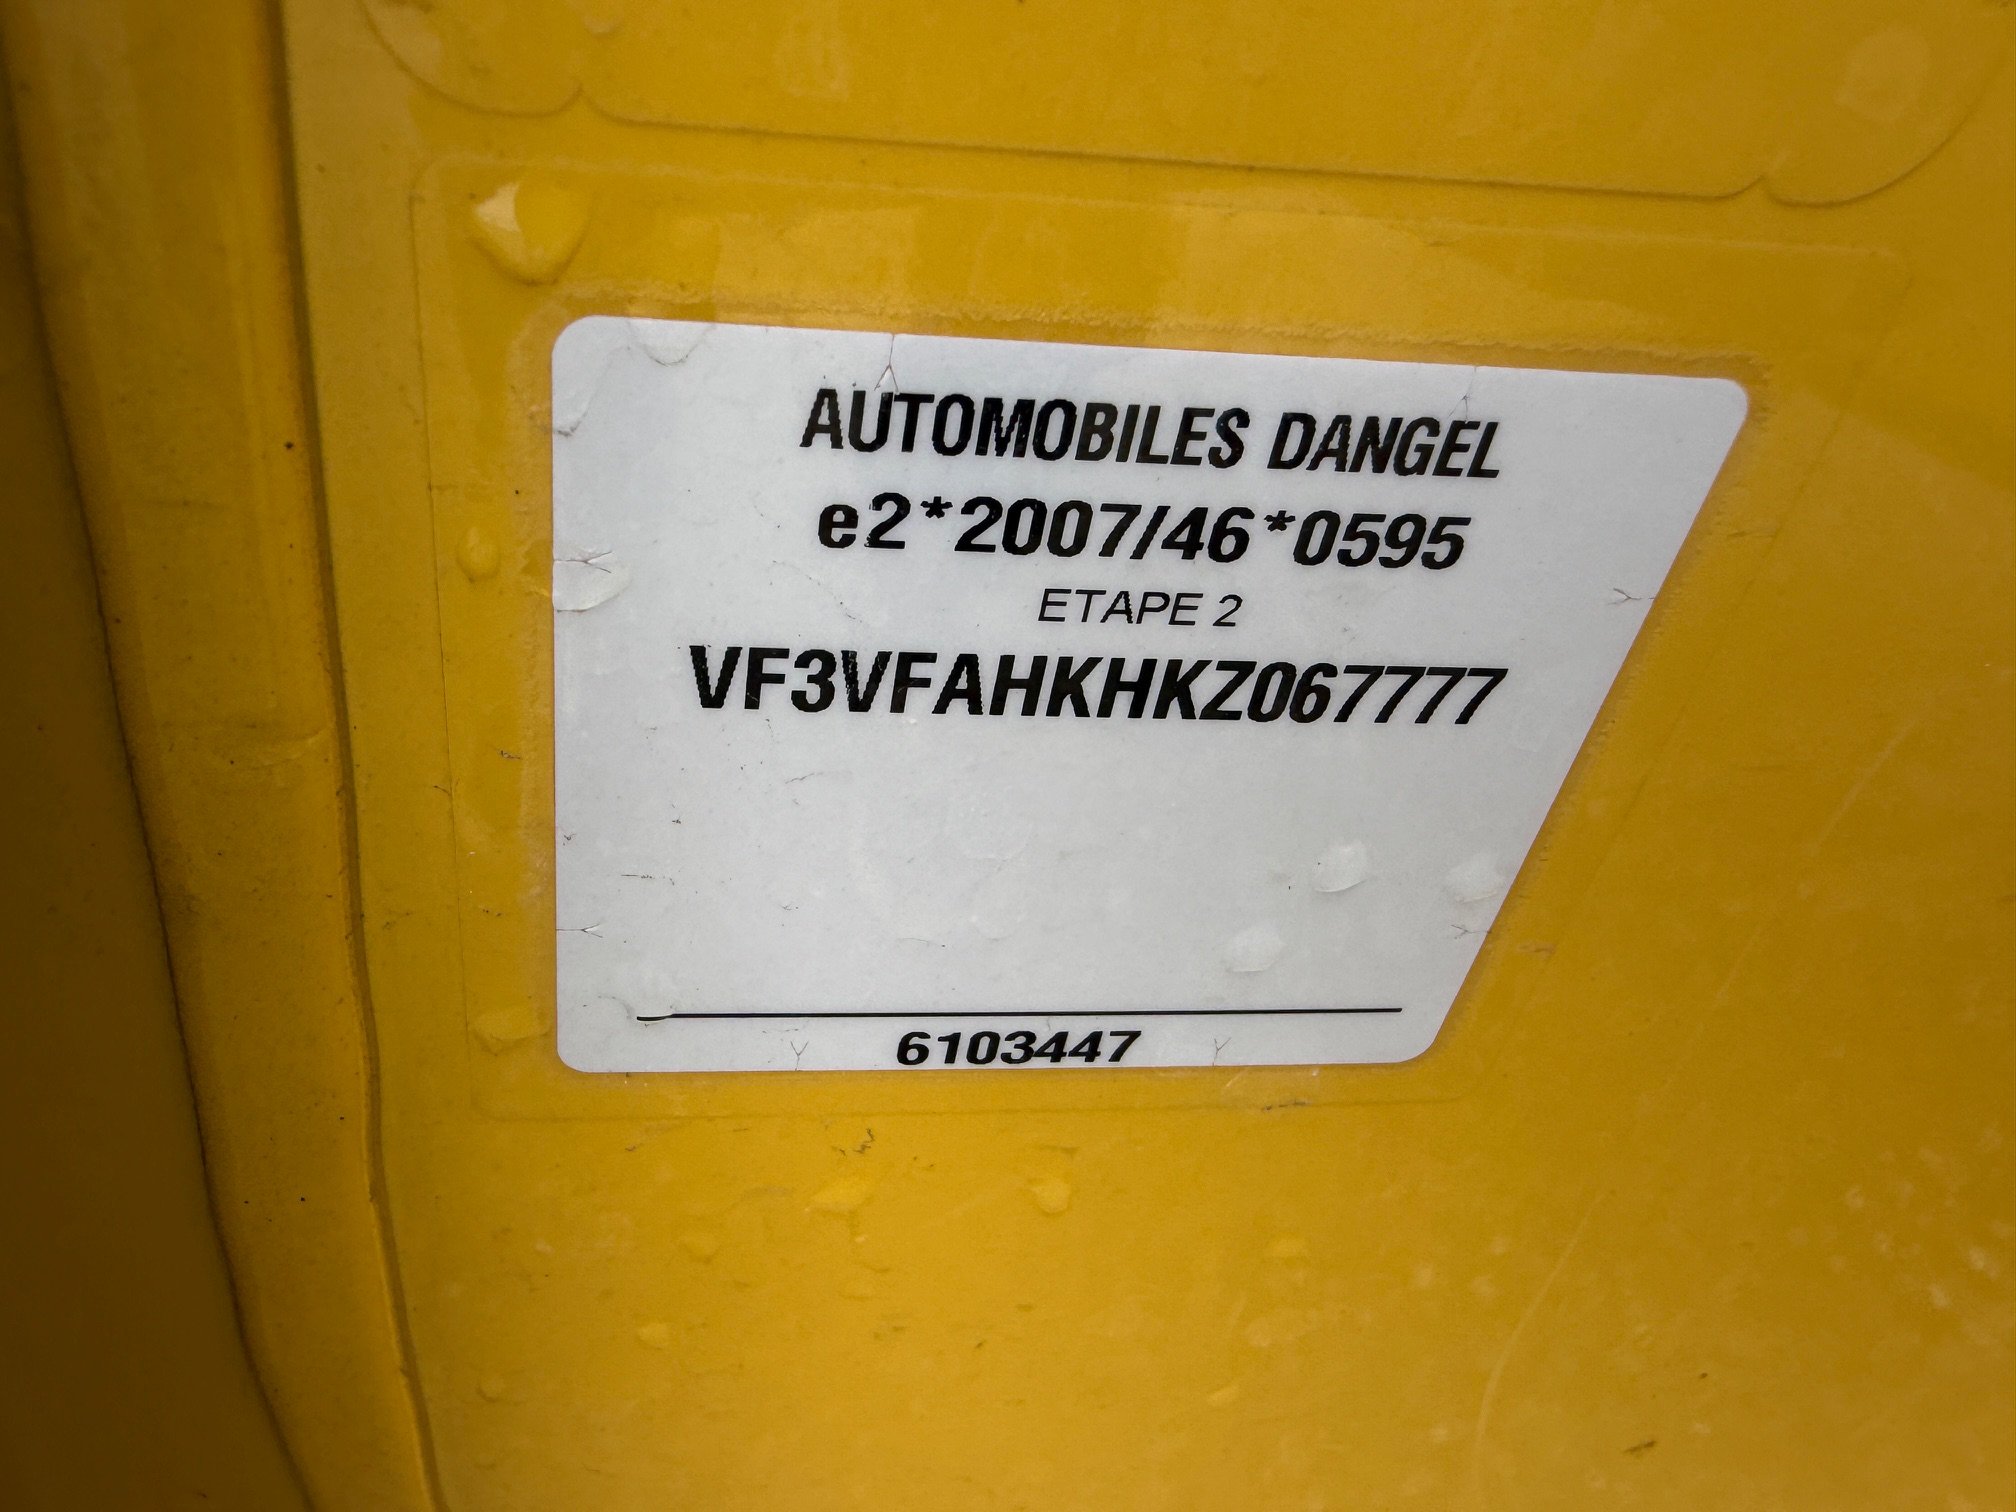 AUTOMOBILES DANGEL
e2*2007/46*0595
ETAPE 2
VF3VFAHKHKZ067777
6103447